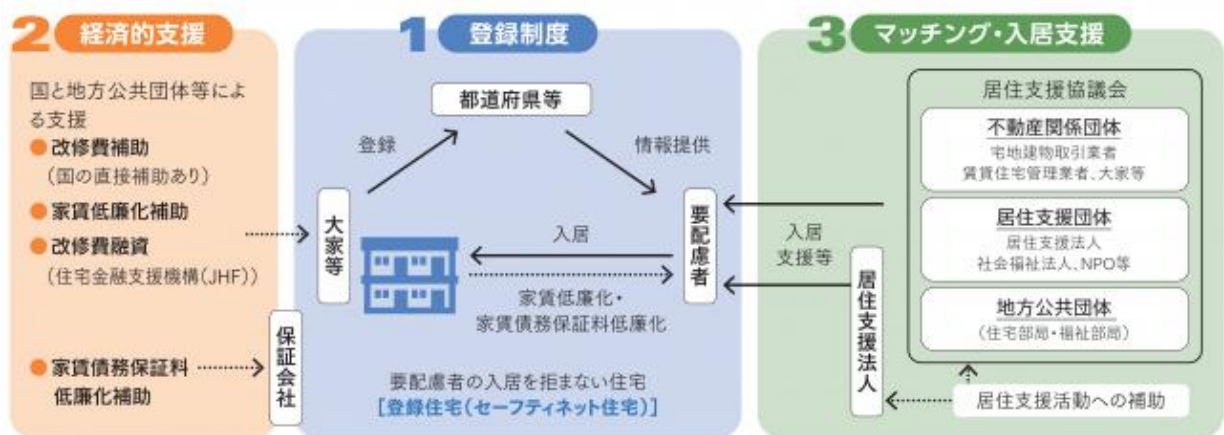 2 経済的支援
国と地方公共団体等によ
る支援
●改修費補助
（国の直接補助あり）
●家賃低廉化補助
●改修費融資
（住宅金融支援機構（JHF））
●家賃債務保証料
低廉化補助
保証会社
1 登録制度
都道府県等
登録
情報提供
大家等
入居
要配慮者
家賃低廉化・
家賃債務保証料低廉化
要配慮者の入居を拒まない住宅
［登録住宅（セーフティネット住宅）］
3 マッチング・入居支援
入居
支援等
居住支援法人
居住支援協議会
不動産関係団体
宅地建物取引業者
賃貸住宅管理業者、大家等
居住支援団体
居住支援法人
社会福祉法人、NPO等
地方公共団体
（住宅部局・福祉部局）
居住支援活動への補助